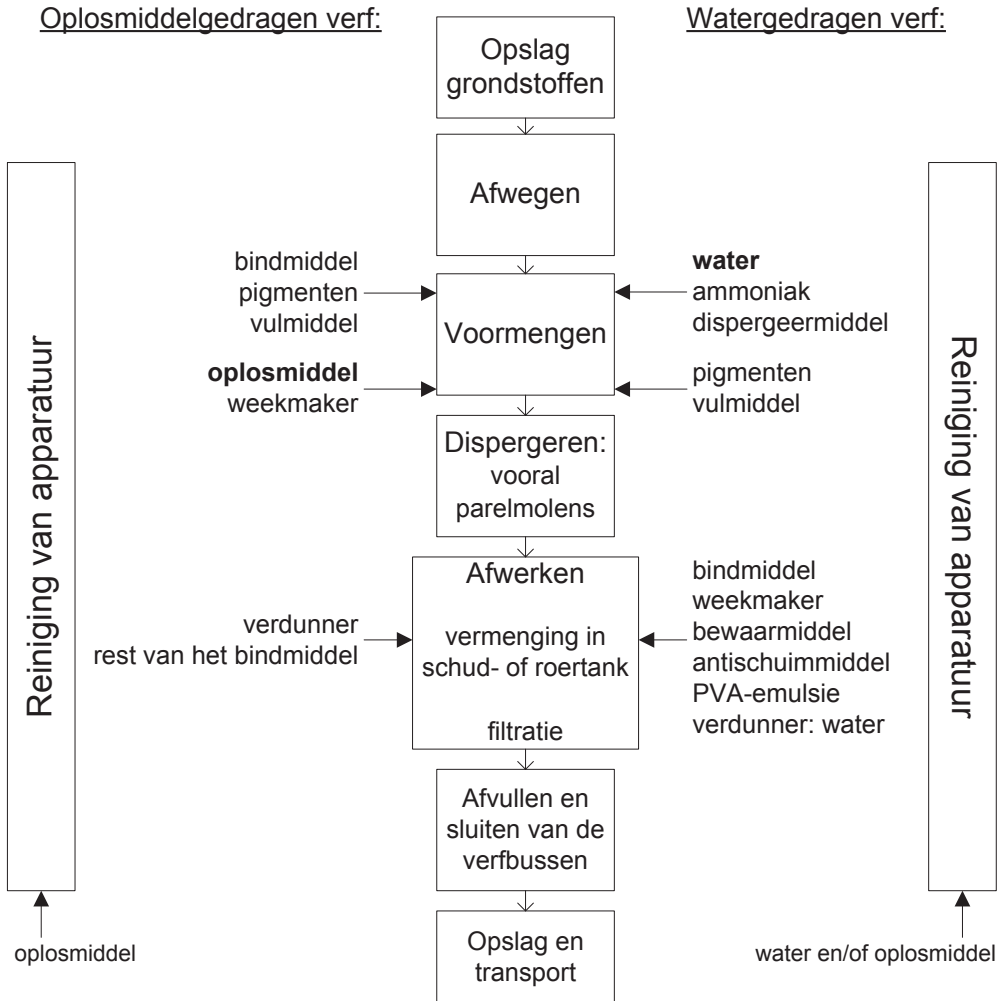 Oplosmiddelgedragen verf:
Watergedragen verf:
Opslag
grondstoffen
Afwegen
bindmiddel
pigmenten
vulmiddel
oplosmiddel
weekmaker
Voormengen
water
ammoniak
dispergeermiddel
pigmenten
vulmiddel
Dispergeren:
vooral
parelmolens
verdunner
rest van het bindmiddel
Afwerken
vermenging in
schud- of roertank
filtratie
bindmiddel
weekmaker
bewaarmiddel
antischuimmiddel
PVA-emulsie
verdunner: water
Afvullen en
sluiten van de
verfbussen
Opslag en
transport
Reiniging van apparatuur
oplosmiddel
Reiniging van apparatuur
water en/of oplosmiddel